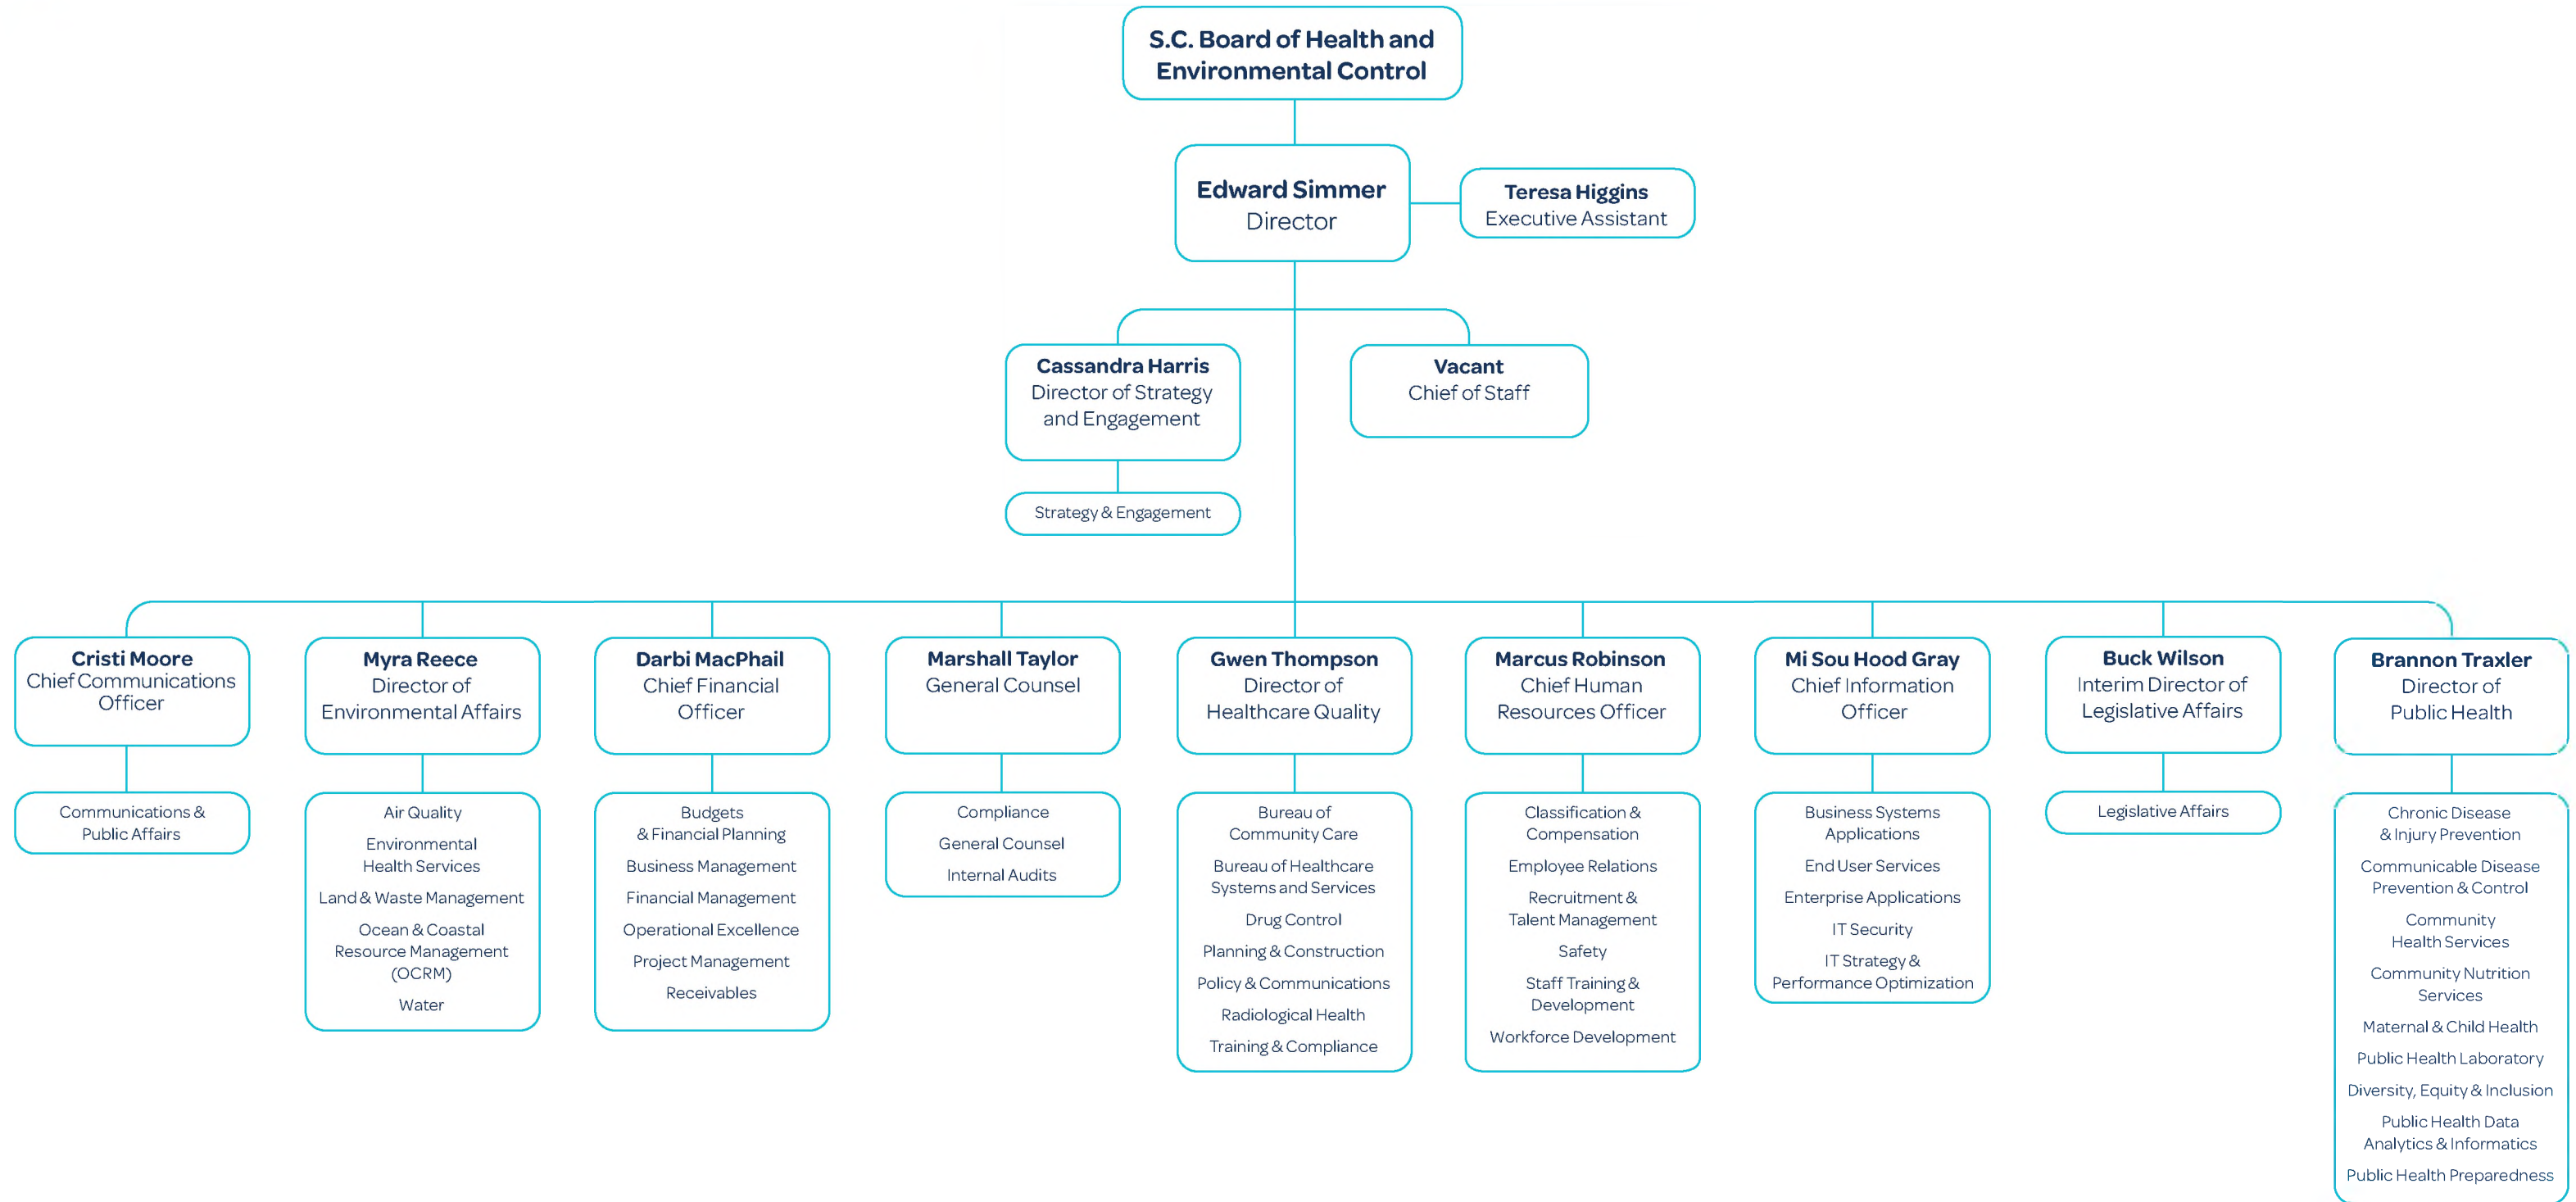 S.C. Board of Health and
Environmental Control
Edward Simmer
Director
Teresa Higgins
Executive Assistant
Cassandra Harris
Director of Strategy
and Engagement
Strategy & Engagement
Vacant
Chief of Staff
Cristi Moore
Chief Communications
Officer
Communications &
Public Affairs
Myra Reece
Director of
Environmental Affairs
Air Quality
Environmental
Health Services
Land & Waste Management
Ocean & Coastal
Resource Management
(OCRM)
Water
Darbi MacPhail
Chief Financial
Officer
Budgets
& Financial Planning
Business Management
Financial Management
Operational Excellence
Project Management
Receivables
Marshall Taylor
General Counsel
Compliance
General Counsel
Internal Audits
Gwen Thompson
Director of
Healthcare Quality
Bureau of
Community Care
Bureau of Healthcare
Systems and Services
Drug Control
Planning & Construction
Policy & Communications
Radiological Health
Training & Compliance
Marcus Robinson
Chief Human
Resources Officer
Classification &
Compensation
Employee Relations
Recruitment &
Talent Management
Safety
Staff Training &
Development
Workforce Development
Mi Sou Hood Gray
Chief Information
Officer
Business Systems
Applications
End User Services
Enterprise Applications
IT Security
IT Strategy &
Performance Optimization
Buck Wilson
Interim Director of
Legislative Affairs
Legislative Affairs
Brannon Traxler
Director of
Public Health
Chronic Disease
& Injury Prevention
Communicable Disease
Prevention & Control
Community
Health Services
Community Nutrition
Services
Maternal & Child Health
Public Health Laboratory
Diversity, Equity & Inclusion
Public Health Data
Analytics & Informatics
Public Health Preparedness